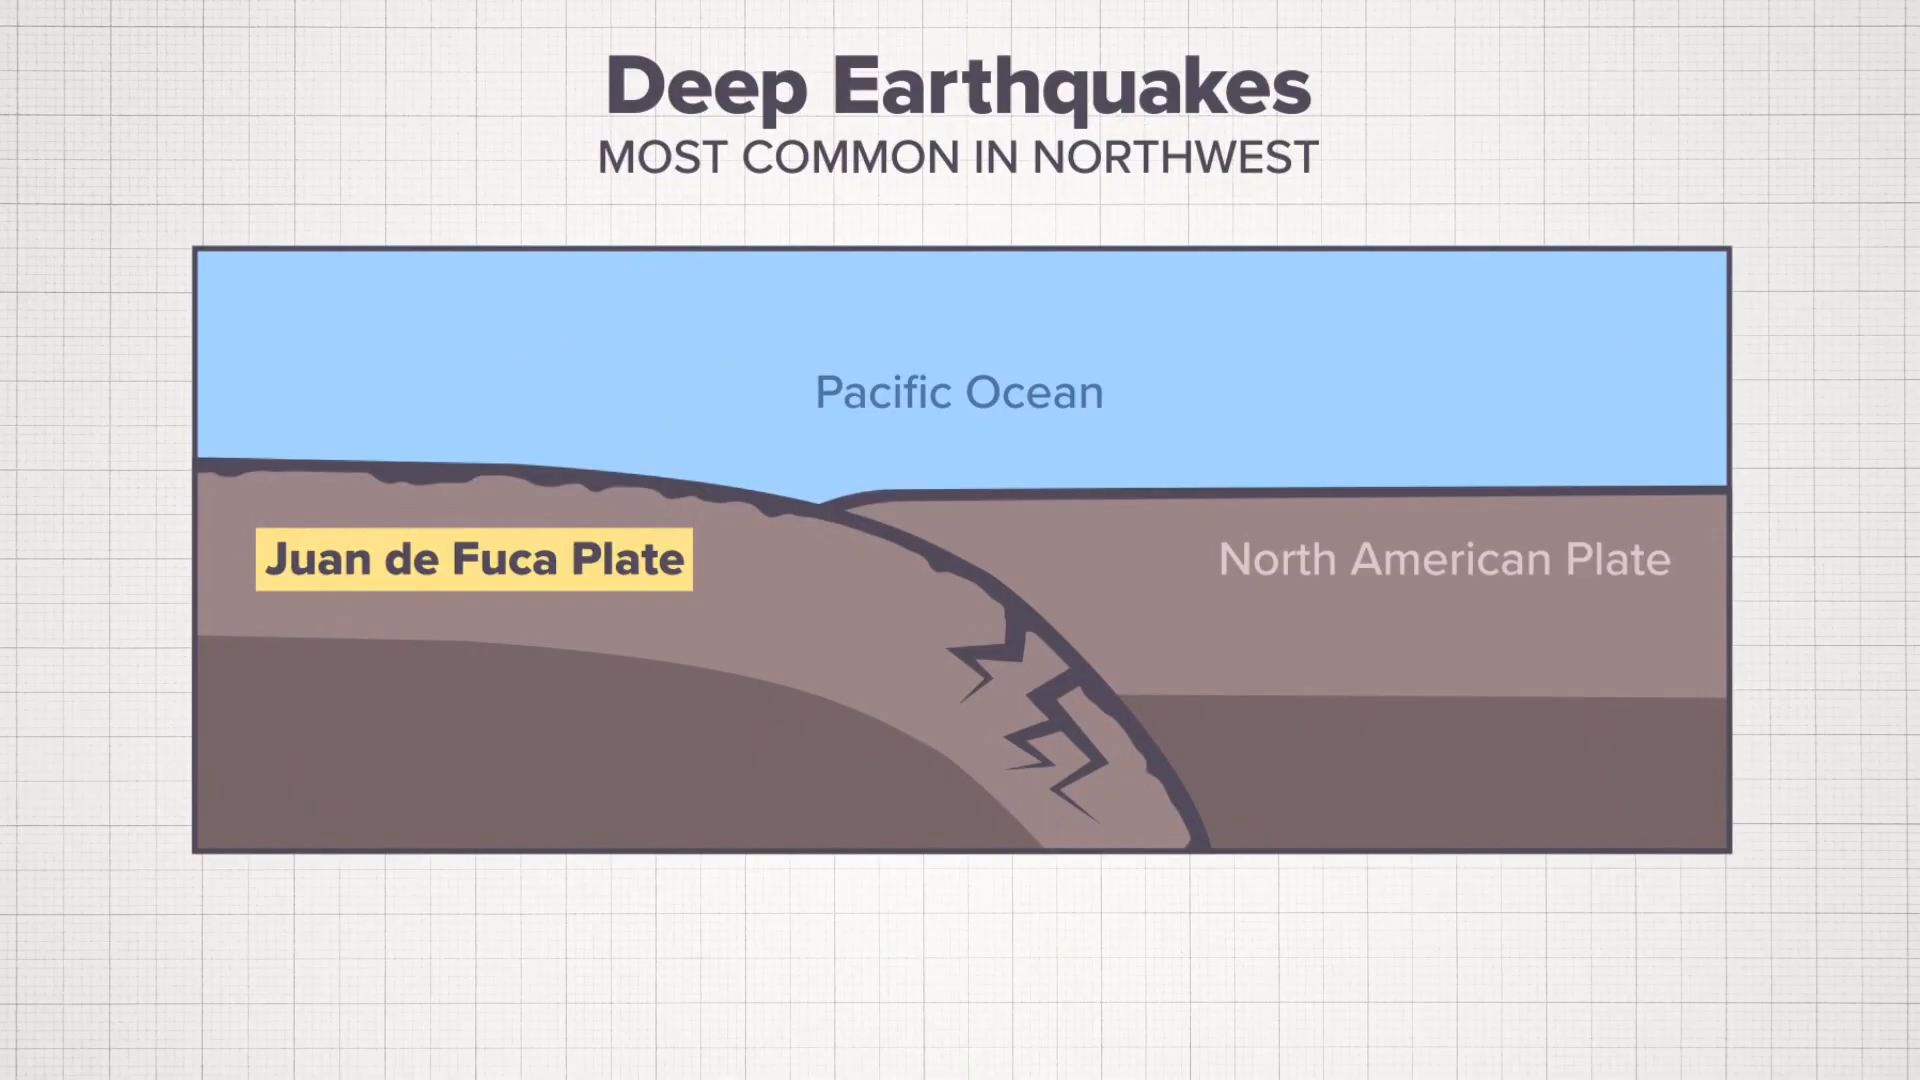 Deep Earthquakes
MOST COMMON IN NORTHWEST
Pacific Ocean
Juan de Fuca Plate
North American Plate